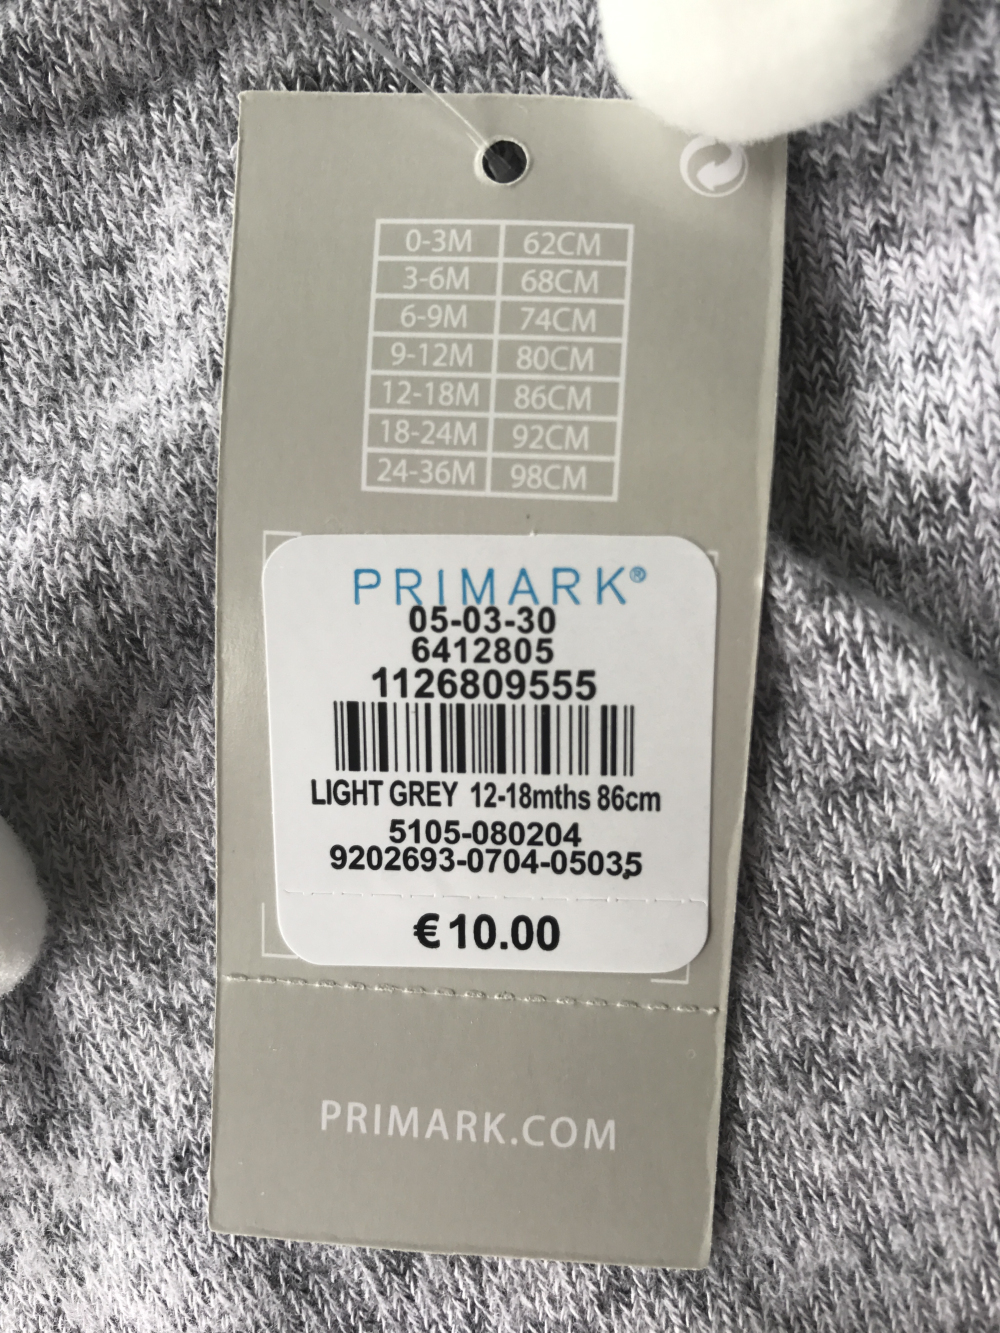 0-3M 62CM
3-6M 68CM
6-9M 74CM
9-12M 80CM
12-18M 86CM
18-24M 92CM
24-36M 98CM
PRIMARK®
05-03-30
6412805
1126809555
LIGHT GREY 12-18mths 86cm
5105-080204
9202693-0704-05035
€10.00
PRIMARK.COM